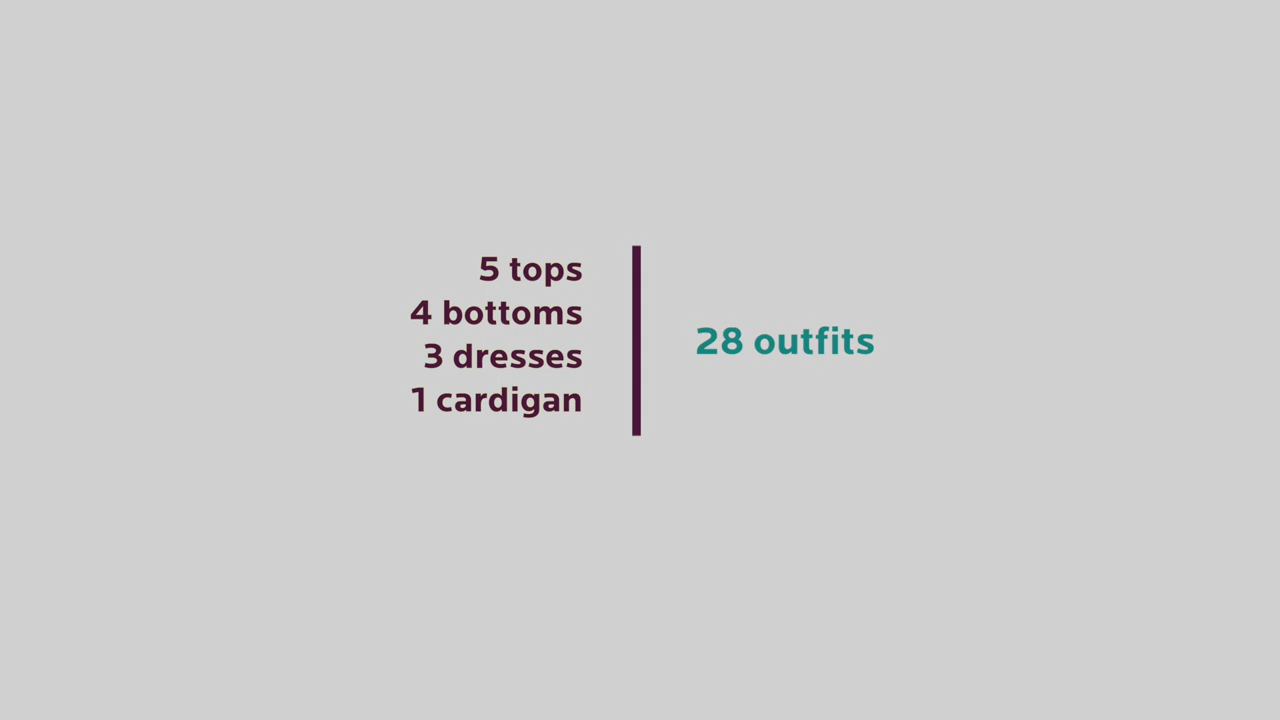 5 tops
4 bottoms
3 dresses
1 cardigan
28 outfits